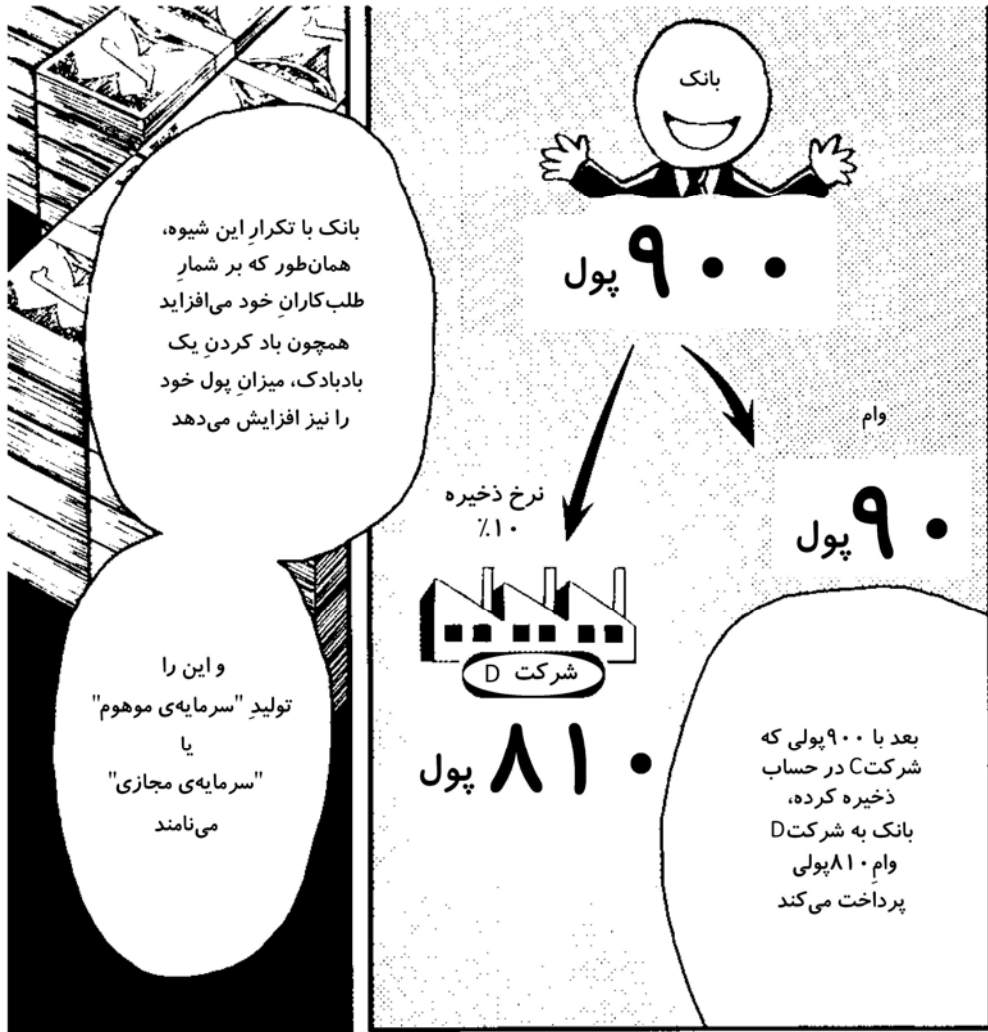 بانک
۹۰۰ پول
وام
۹۰ پول
نرخ ذخیره
۱۰٪
شرکت D
۸۱۰ پول
بعد با ۹۰۰پولی که
شرکتC در حساب
ذخیره کرده،
بانک به شرکتD
وامِ۸۱۰پولی
پرداخت می‌کند
بانک با تکرارِ این شیوه،
همان‌طور که بر شمارِ
طلب‌کارانِ خود می‌افزاید
همچون باد کردنِ یک
بادبادک، میزانِ پول خود
را نیز افزایش می‌دهد
و این را
تولیدِ "سرمایه‌ی موهوم"
یا
"سرمایه‌ی مجازی"
می‌نامند